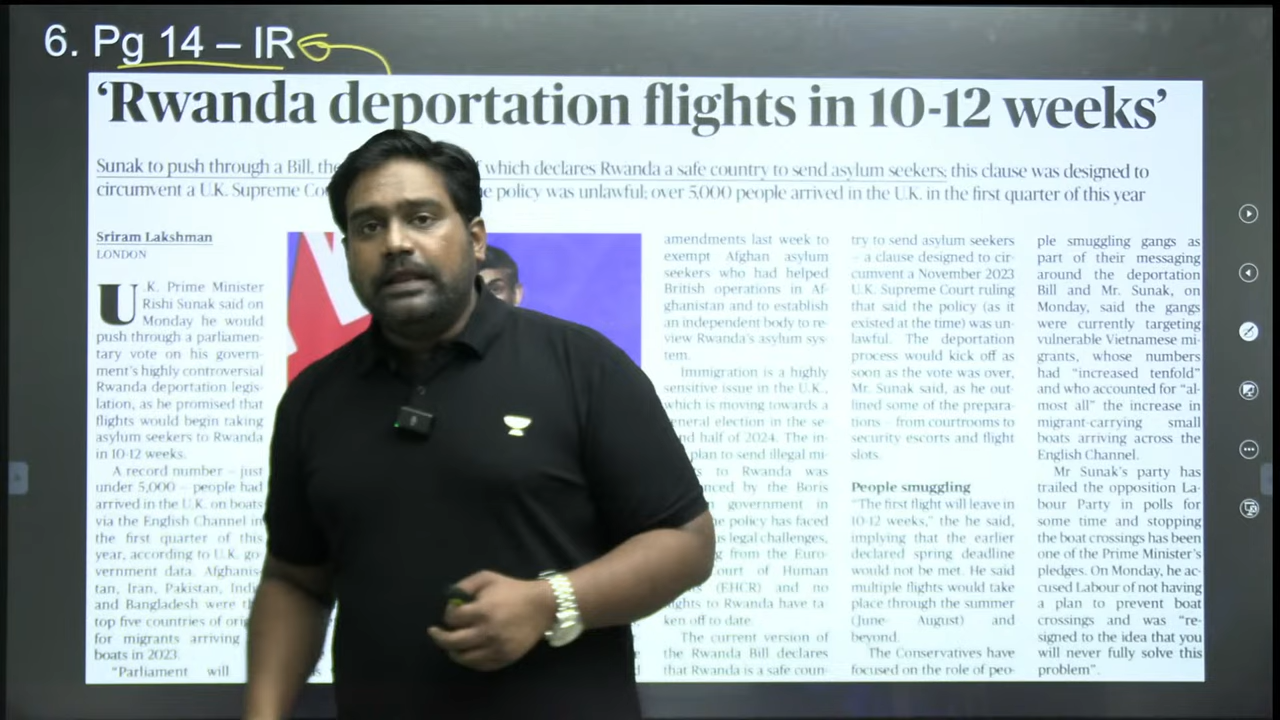 6. Pg 14 – IR
‘Rwanda deportation flights in 10-12 weeks’
Sunak to push through a Bill, the f which declares Rwanda a safe country to send asylum seekers; this clause was designed to
circumvent a U.K. Supreme Co e policy was unlawful; over 5,000 people arrived in the U.K. in the first quarter of this year
Sriram Lakshman
LONDON
U.K. Prime Minister
Rishi Sunak said on
Monday he would
push through a parliamen-
tary vote on his govern-
ment's highly controversial
Rwanda deportation legis-
lation, as he promised that
flights would begin taking
asylum seekers to Rwanda
in 10-12 weeks.
A record number – just
under 5,000 – people had
arrived in the U.K. on boats
via the English Channel in
the first quarter of this
year, according to U.K. go
vernment data. Afghanis-
tan, Iran, Pakistan, Indi
and Bangladesh were th
top five countries of orig
for migrants arriving
boats in 2023.
“Parliament will
amendments last week to
exempt Afghan asylum
seekers who had helped
British operations in Af-
ghanistan and to establish
an independent body to re-
view Rwanda's asylum sys-
tem.
Immigration is a highly
sensitive issue in the U.K.,
which is moving towards a
general election in the se-
nd half of 2024. The in-
plan to send illegal mi-
s to Rwanda was
nced by the Boris
government in
he policy has faced
us legal challenges,
g from the Euro-
ourt of Human
(EHCR) and no
ights to Rwanda have ta-
ken off to date.
The current version of
the Rwanda Bill declares
that Rwanda is a safe coun-
try to send asylum seekers
– a clause designed to cir-
cumvent a November 2023
U.K. Supreme Court ruling
that said the policy (as it
existed at the time) was un-
lawful. The deportation
process would kick off as
soon as the vote was over,
Mr. Sunak said, as he out-
lined some of the prepara-
tions – from courtrooms to
security escorts and flight
slots.
People smuggling
“The first flight will leave in
10-12 weeks,” the he said,
implying that the earlier
declared spring deadline
would not be met. He said
multiple flights would take
place through the summer
(June- August) and
beyond.
The Conservatives have
focused on the role of peo-
ple smuggling gangs as
part of their messaging
around the deportation
Bill and Mr. Sunak, on
Monday, said the gangs
were currently targeting
vulnerable Vietnamese mi-
grants, whose numbers
had “increased tenfold”
and who accounted for “al-
most all” the increase in
migrant-carrying small
boats arriving across the
English Channel.
Mr Sunak's party has
trailed the opposition La-
bour Party in polls for
some time and stopping
the boat crossings has been
one of the Prime Minister's
pledges. On Monday, he ac-
cused Labour of not having
a plan to prevent boat
crossings and was “re-
signed to the idea that you
will never fully solve this
problem”.